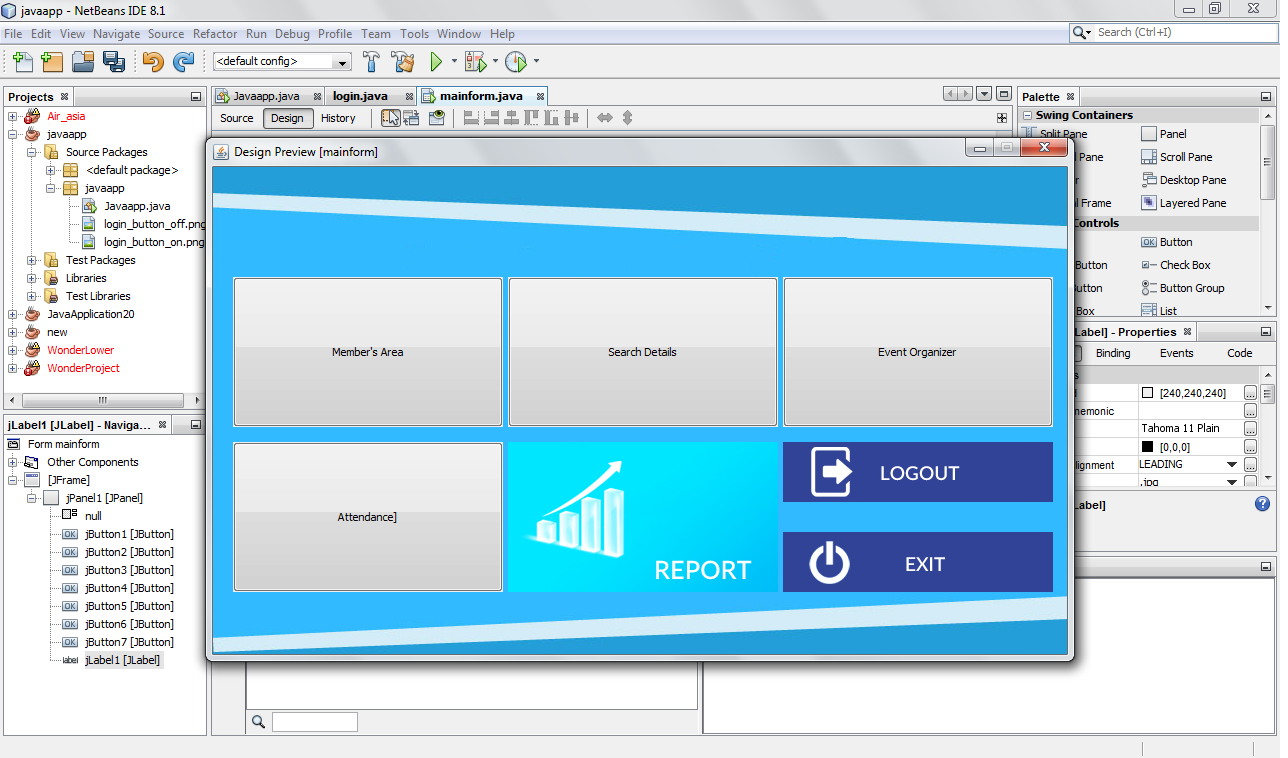 javaapp - NetBeans IDE 8.1
File Edit View Navigate Source Refactor Run Debug Profile Team Tools Window Help
Search (Ctrl+I)
<default config>
Projects
Air_asia
javaapp
Source Packages
<default package>
javaapp
Javaapp.java
login_button_off.png
login_button_on.png
Test Packages
Libraries
Test Libraries
JavaApplication20
new
WonderLower
WonderProject
jLabel1 [JLabel] - Naviga...
Form mainform
Other Components
[JFrame]
jPanel1 [JPanel]
null
jButton1 [JButton]
jButton2 [JButton]
jButton3 [JButton]
jButton4 [JButton]
jButton5 [JButton]
jButton6 [JButton]
jButton7 [JButton]
label jLabel1 [JLabel]
Javaapp.java login.java mainform.java
Source Design History
Design Preview [mainform]
Member's Area Search Details Event Organizer
Attendance]
REPORT
LOGOUT
EXIT
Palette
Swing Containers
Split Pane Panel
Pane Scroll Pane
Desktop Pane
Frame Layered Pane
Controls
OK Button
Button Check Box
Button Button Group
Box List
Label] - Properties
Binding Events Code
[240,240,240]
nemonic
Tahoma 11 Plain
[0,0,0]
lignment LEADING
.jpg
Label]